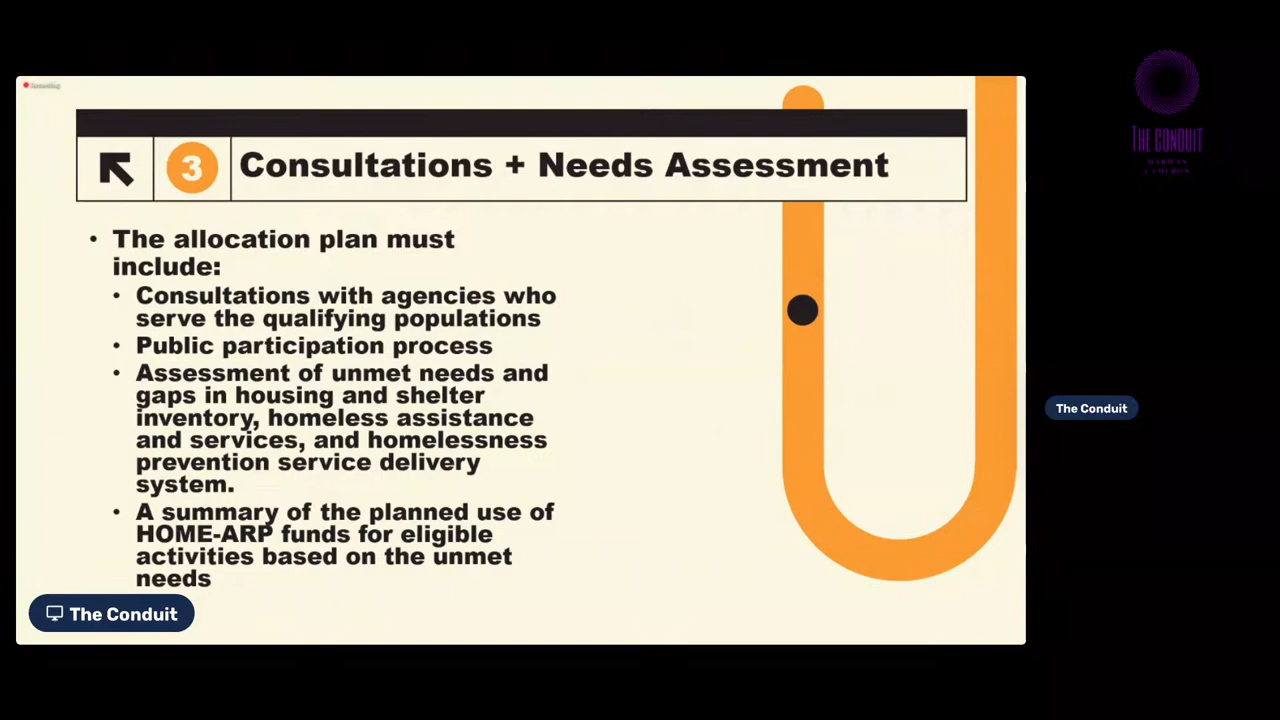 Recording
3 Consultations + Needs Assessment
• The allocation plan must
include:
• Consultations with agencies who
serve the qualifying populations
• Public participation process
• Assessment of unmet needs and
gaps in housing and shelter
inventory, homeless assistance
and services, and homelessness
prevention service delivery
system.
• A summary of the planned use of
HOME-ARP funds for eligible
activities based on the unmet
needs
The Conduit
THE CONDUIT
The Conduit